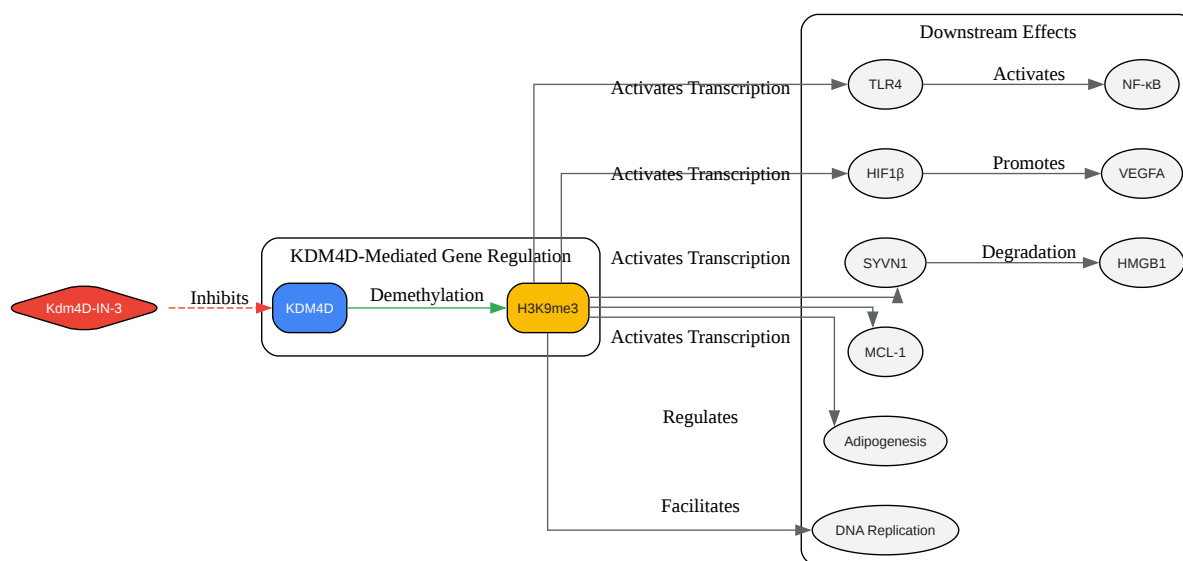 Downstream Effects
Activates Transcription
TLR4
Activates
NF-κB
Activates Transcription
HIF1β
Promotes
VEGFA
KDM4D-Mediated Gene Regulation
Activates Transcription
SYVN1
Degradation
HMGB1
Kdm4D-IN-3
Inhibits
KDM4D
Demethylation
H3K9me3
Activates Transcription
MCL-1
Regulates
Adipogenesis
Facilitates
DNA Replication